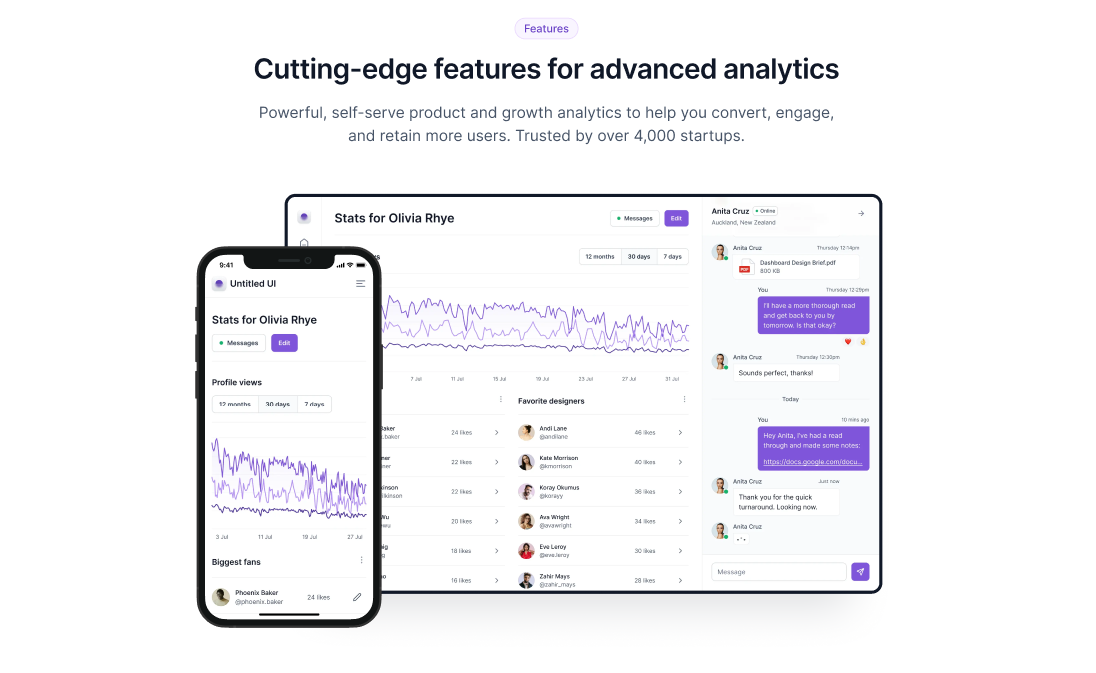 Features
Cutting-edge features for advanced analytics
Powerful, self-serve product and growth analytics to help you convert, engage,
and retain more users. Trusted by over 4,000 startups.
Stats for Olivia Rhye
Messages
Edit
12 months
30 days
7 days
7 Jul
11 Jul
15 Jul
19 Jul
23 Jul
27 Jul
31 Jul
24 likes
22 likes
22 likes
20 likes
18 likes
16 likes
Favorite designers
Andi Lane
@andilane
46 likes
Kate Morrison
@kmorrison
40 likes
Koray Okumus
@korayy
36 likes
Ava Wright
@avawright
34 likes
Eve Leroy
@eve.leroy
30 likes
Zahir Mays
@zahir_mays
28 likes
Anita Cruz
Online
Auckland, New Zealand
Anita Cruz
Thursday 12:14pm
PDF
Dashboard Design Brief.pdf
800 KB
You
Thursday 12:29pm
I'll have a more thorough read
and get back to you by
tomorrow. Is that okay?
Anita Cruz
Thursday 12:30pm
Sounds perfect, thanks!
Today
You
10 mins ago
Hey Anita, I've had a read
through and made some notes:
https://docs.google.com/docu...
Anita Cruz
Just now
Thank you for the quick
turnaround. Looking now.
Anita Cruz
Message
9:41
Untitled UI
Stats for Olivia Rhye
Messages
Edit
Profile views
12 months
30 days
7 days
3 Jul
11 Jul
19 Jul
27 Jul
Biggest fans
Phoenix Baker
@phoenix.baker
24 likes